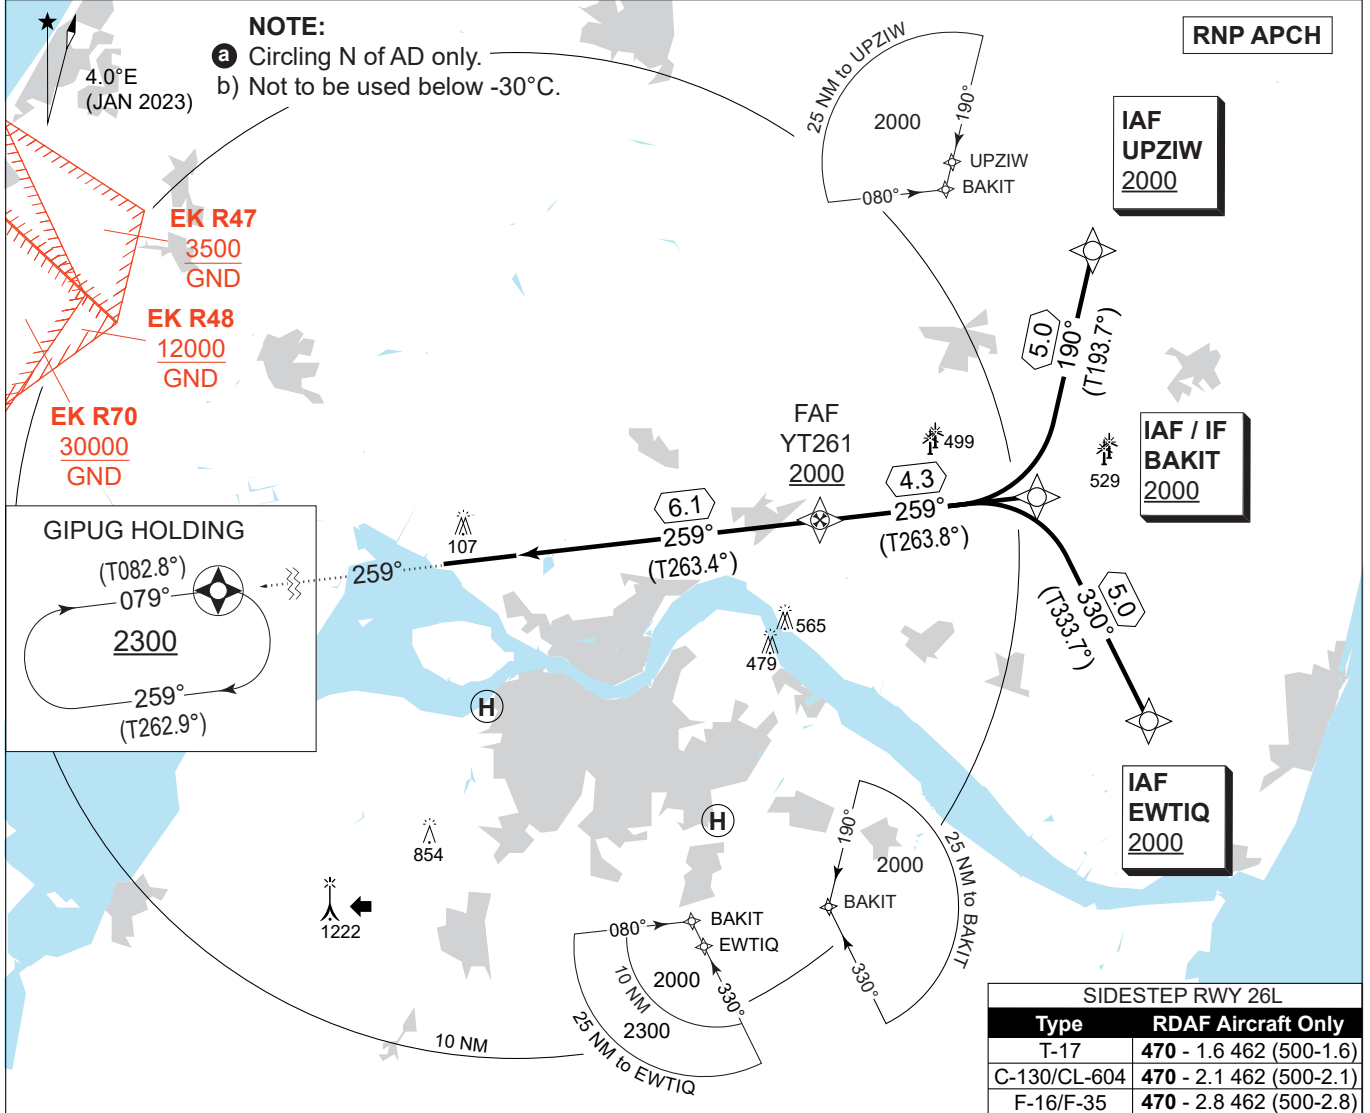 NOTE:
a Circling N of AD only.
b) Not to be used below -30°C.
4.0°E
(JAN 2023)
RNP APCH
25 NM to UPZIW
2000
190°
UPZIW
BAKIT
080°
IAF
UPZIW
2000
EK R47
3500
GND
EK R48
12000
GND
EK R70
30000
GND
5.0
190°
(T193.7°)
FAF
YT261
2000
499
529
IAF / IF
BAKIT
2000
4.3
259°
(T263.8°)
6.1
259°
(T263.4°)
107
259°
GIPUG HOLDING
(T082.8°)
079°
2300
259°
(T262.9°)
5.0
330°
(T333.7°)
565
479
H
H
IAF
EWTIQ
2000
854
1222
190°
2000
BAKIT
330°
25 NM to BAKIT
080°
BAKIT
EWTIQ
2000
10 NM
330°
2300
25 NM to EWTIQ
10 NM
SIDESTEP RWY 26L
Type RDAF Aircraft Only
T-17 470 - 1.6 462 (500-1.6)
C-130/CL-604 470 - 2.1 462 (500-2.1)
F-16/F-35 470 - 2.8 462 (500-2.8)